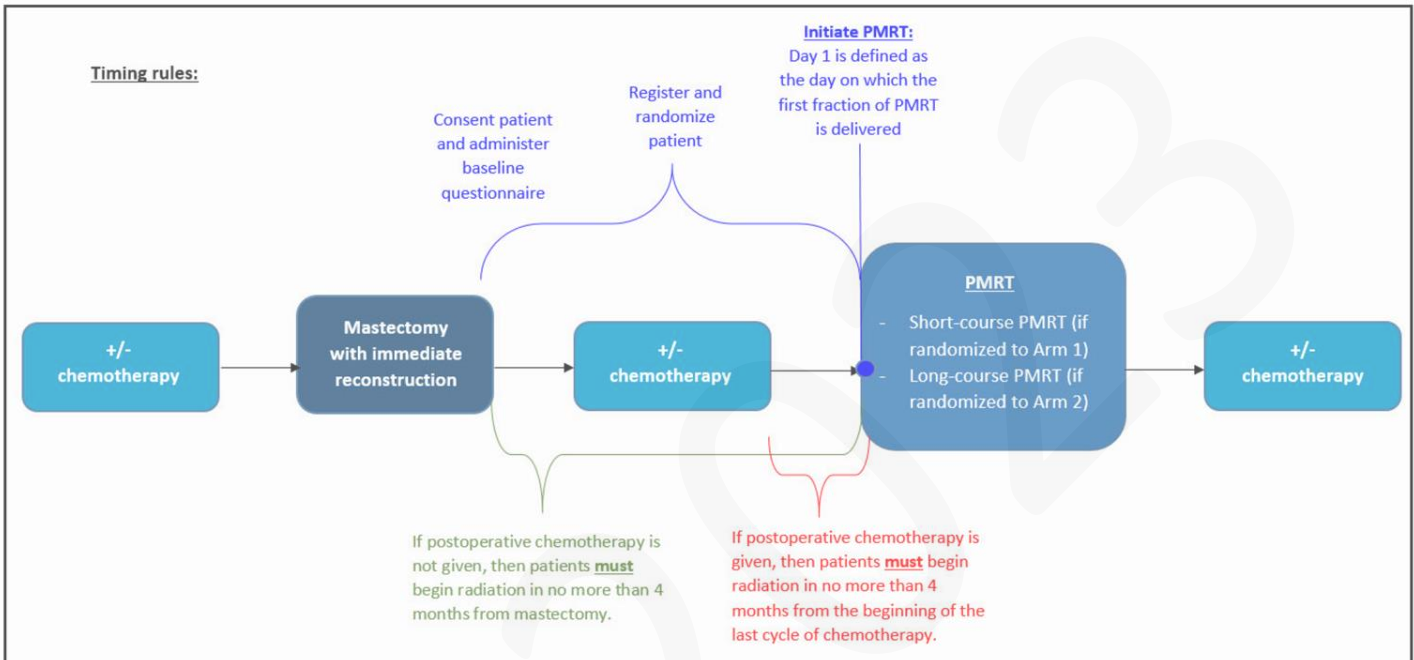 Timing rules:
Consent patient
and administer
baseline
questionnaire
Register and
randomize
patient
Initiate PMRT:
Day 1 is defined as
the day on which the
first fraction of PMRT
is delivered
+/-
chemotherapy
Mastectomy
with immediate
reconstruction
+/-
chemotherapy
PMRT
- Short-course PMRT (if
randomized to Arm 1)
- Long-course PMRT (if
randomized to Arm 2)
+/-
chemotherapy
If postoperative chemotherapy is
not given, then patients must
begin radiation in no more than 4
months from mastectomy.
If postoperative chemotherapy is
given, then patients must begin
radiation in no more than 4
months from the beginning of the
last cycle of chemotherapy.
2023